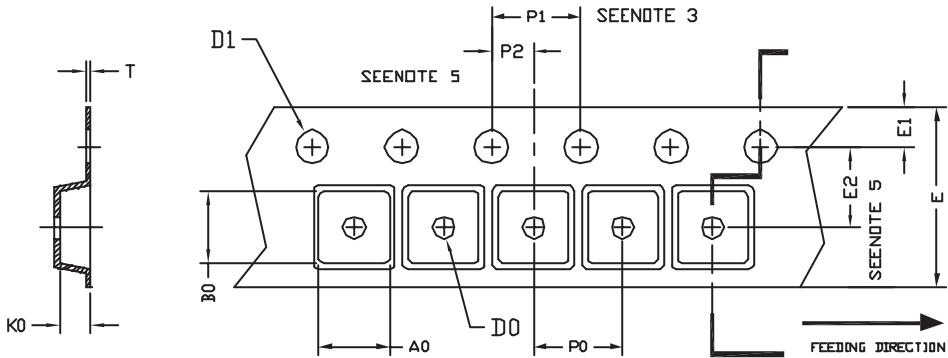 P1
SEENOTE 3
D1
P2
T
SEENOTE 5
E1
E2
E
SEENOTE 5
B0
K0
A0
D0
P0
FEEDING DIRECTION